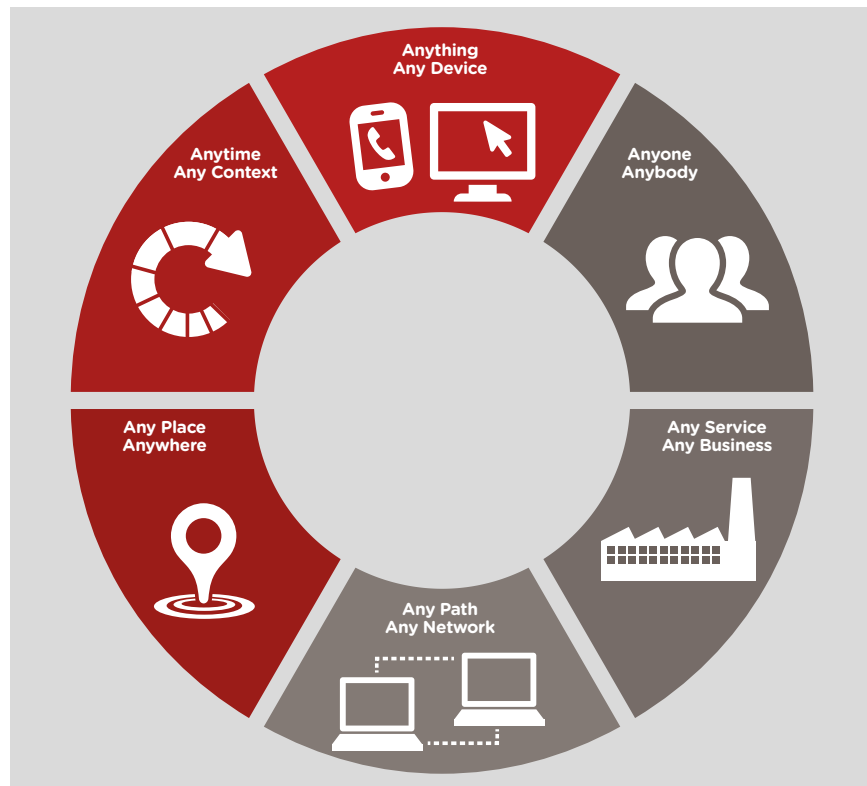 Anything
Any Device
Anyone
Anybody
Any Service
Any Business
Any Path
Any Network
Any Place
Anywhere
Anytime
Any Context